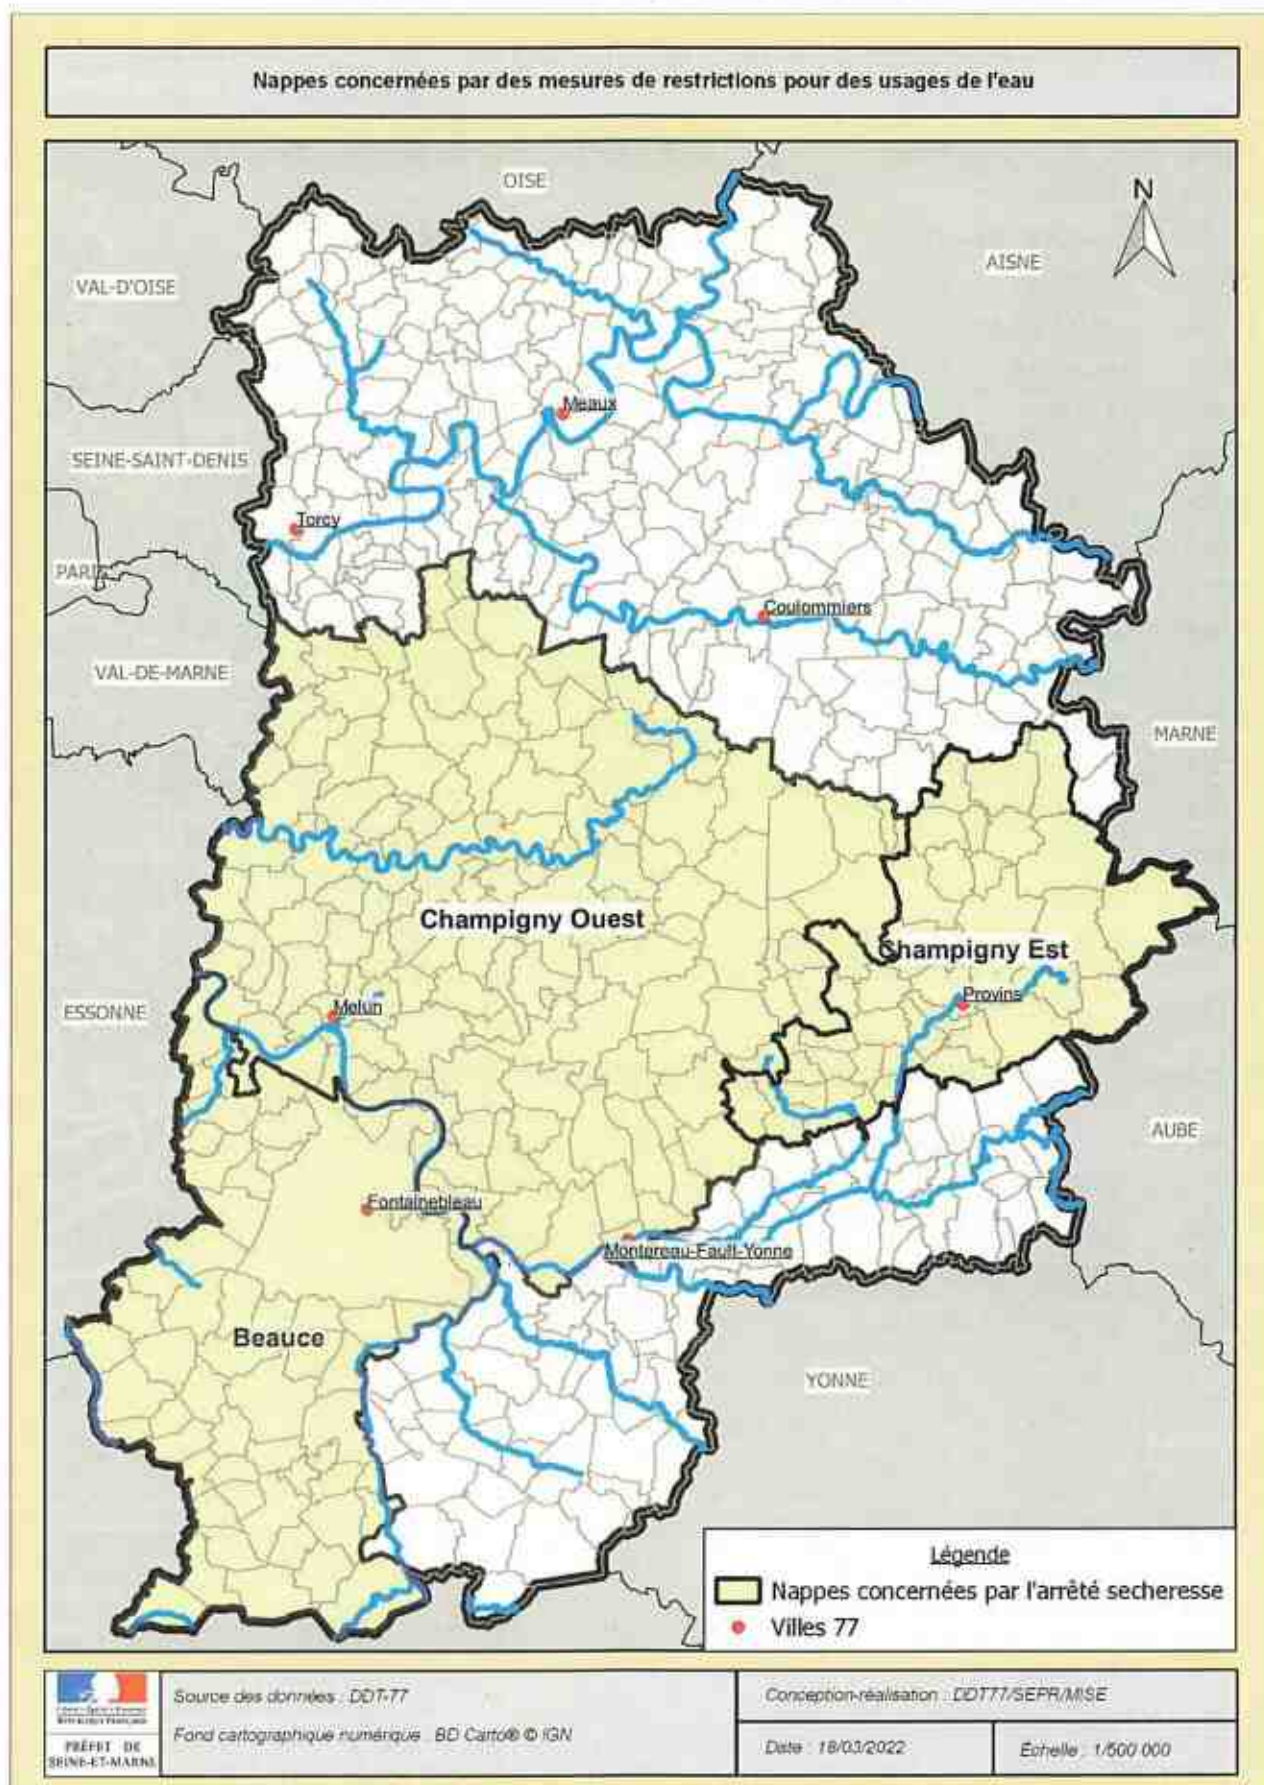 Nappes concernées par des mesures de restrictions pour des usages de l'eau
OISE
N
AISNE
VAL-D'OISE
Meaux
SEINE-SAINT-DENIS
Torcy
PARIS
Coulommiers
VAL-DE-MARNE
MARNE
Champigny Ouest
Champigny Est
Provins
ESSONNE
Melun
AUBE
Fontainebleau
Montereau-Fault-Yonne
Beauce
YONNE
Légende
Nappes concernées par l'arrêté secheresse
Villes 77
Source des données : DDT-77
Fond cartographique numérique : BD Carto® © IGN
Conception-réalisation : DDT77/SEPR/MISE
Date : 18/03/2022
Échelle : 1/500 000
RÉPUBLIQUE FRANÇAISE
PRÉFET DE
SEINE-ET-MARNE